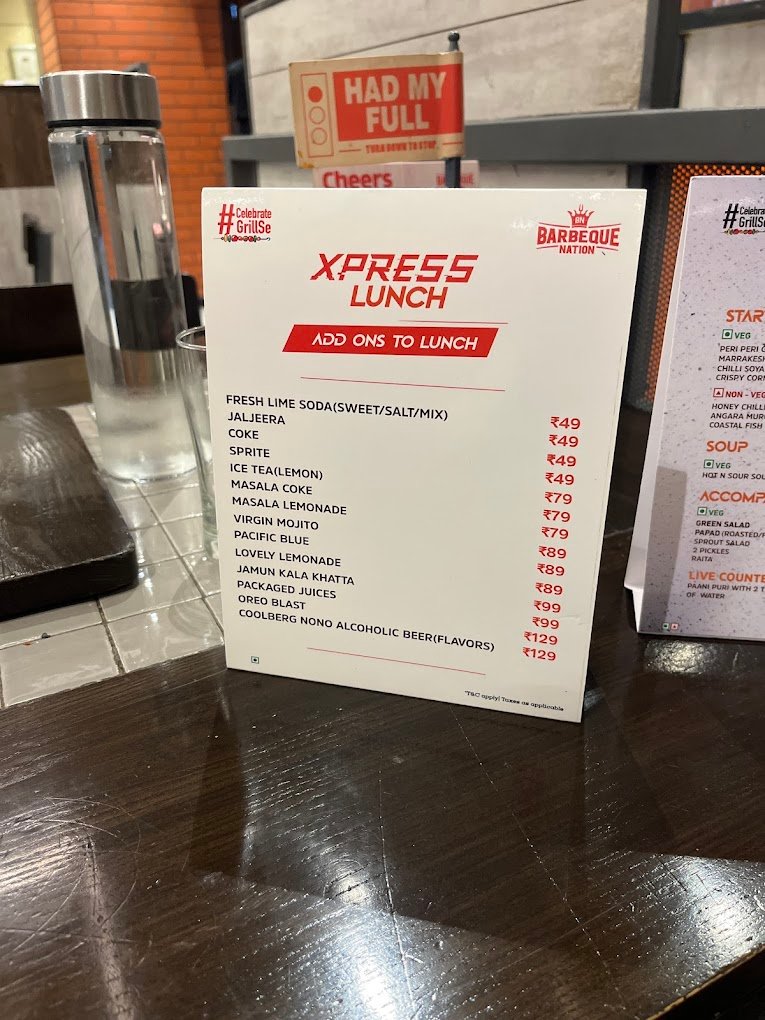 HAD MY
FULL
TURN DOWN TO STOP
Cheers
BARBEQUE
#Celebrate
GrillSe
BN
BARBEQUE
NATION
XPRESS
LUNCH
ADD ONS TO LUNCH
FRESH LIME SODA(SWEET/SALT/MIX) ₹49
JALJEERA ₹49
COKE ₹49
SPRITE ₹49
ICE TEA(LEMON) ₹79
MASALA COKE ₹79
MASALA LEMONADE ₹79
VIRGIN MOJITO ₹89
PACIFIC BLUE ₹89
LOVELY LEMONADE ₹89
JAMUN KALA KHATTA ₹99
PACKAGED JUICES ₹99
OREO BLAST ₹129
COOLBERG NONO ALCOHOLIC BEER(FLAVORS) ₹129
*T&C apply| Taxes as applicable
#Celebra
GrillSe
STAR
VEG
PERI PERI
MARRAKESH
CHILLI SOYA
CRISPY COR
NON - VEG
HONEY CHILL
ANGARA MUR
COASTAL FISH
SOUP
VEG
HOT N SOUR SOU
ACCOMP
VEG
GREEN SALAD
PAPAD (ROASTED/
SPROUT SALAD
2 PICKLES
RAITA
LIVE COUNTE
PAANI PURI WITH 2 T
OF WATER